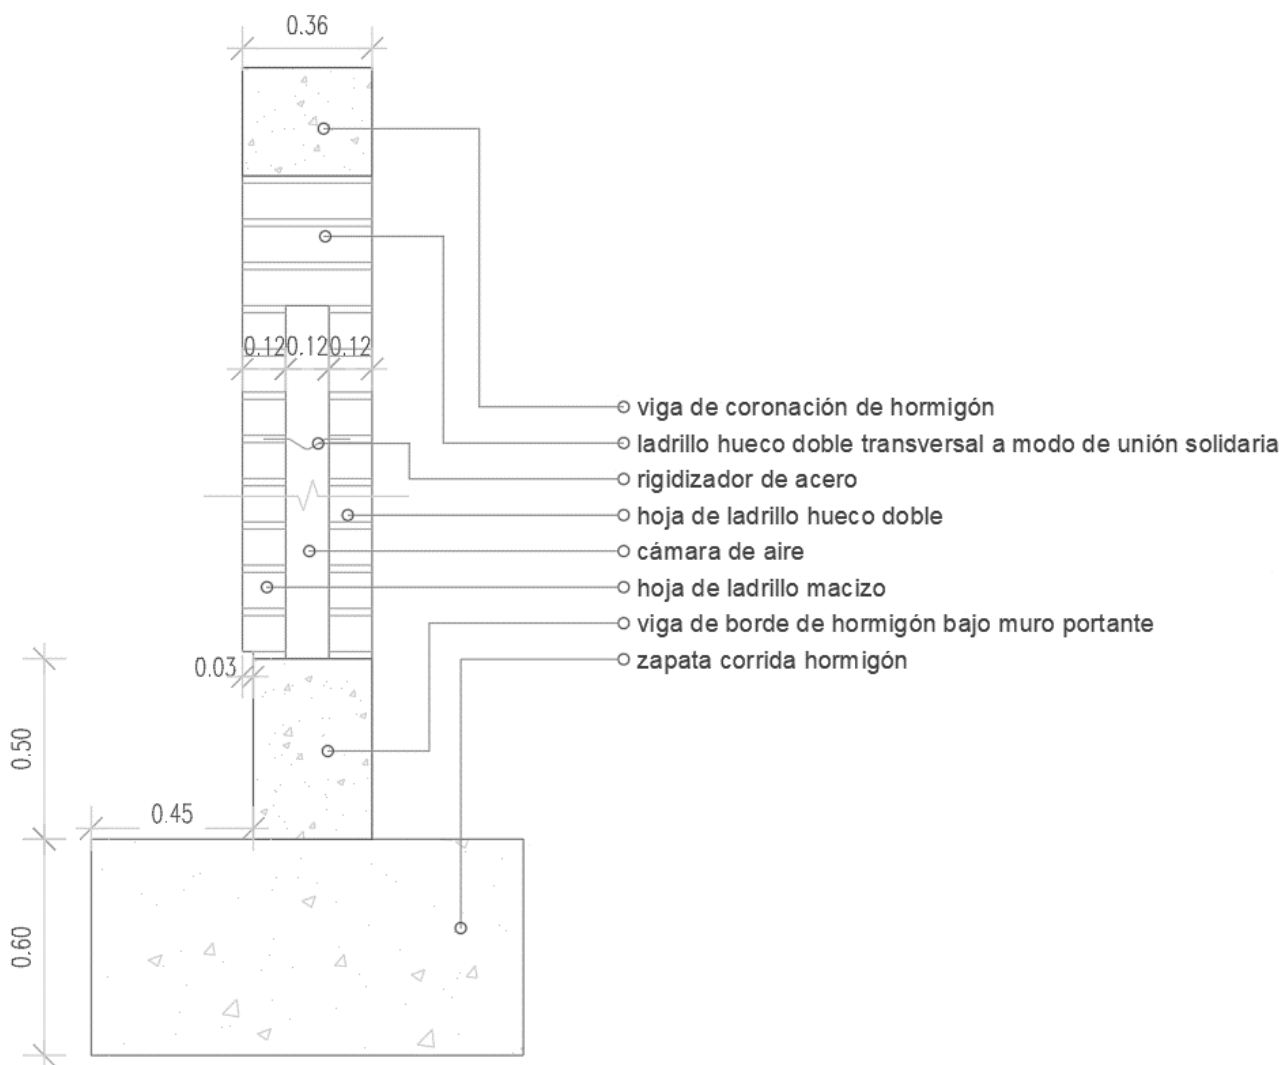 0.36
0.12 0.12 0.12
viga de coronación de hormigón
ladrillo hueco doble transversal a modo de unión solidaria
rigidizador de acero
hoja de ladrillo hueco doble
cámara de aire
hoja de ladrillo macizo
viga de borde de hormigón bajo muro portante
zapata corrida hormigón
0.03
0.50
0.45
0.60